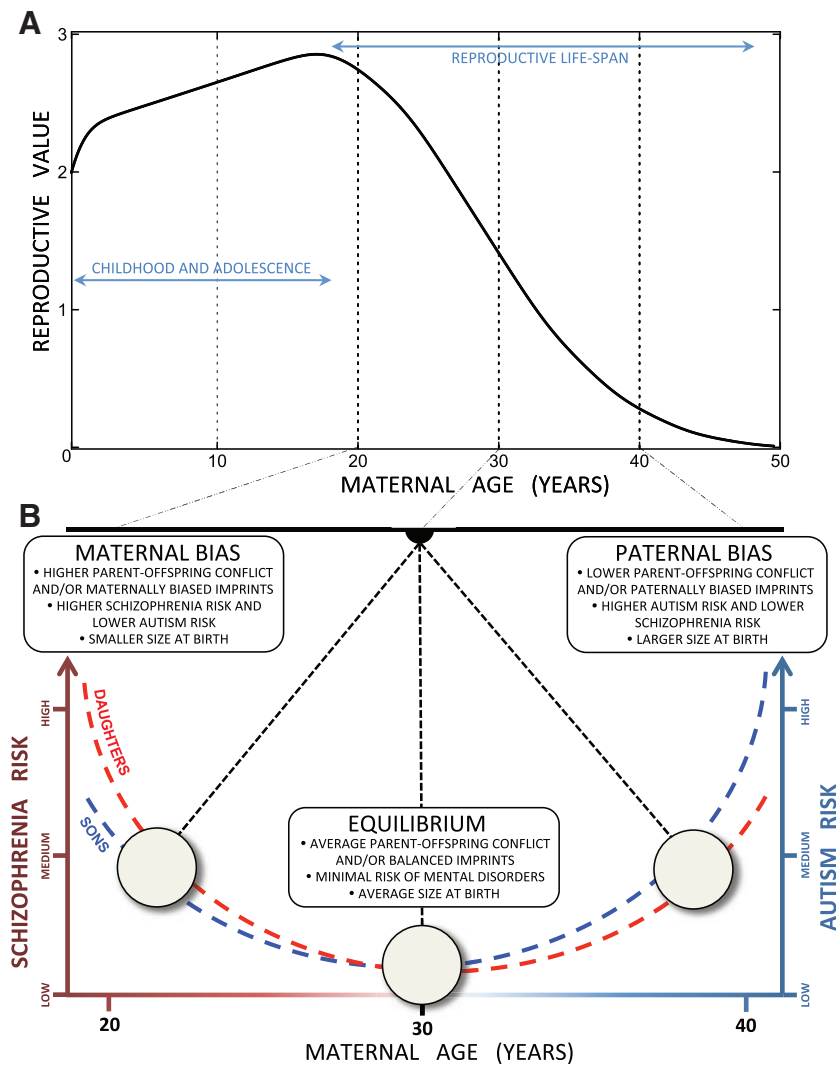 A
3
2
1
0
REPRODUCTIVE VALUE
REPRODUCTIVE LIFE-SPAN
CHILDHOOD AND ADOLESCENCE
10
20
30
40
50
MATERNAL AGE (YEARS)
B
MATERNAL BIAS
• HIGHER PARENT-OFFSPRING CONFLICT
AND/OR MATERNALLY BIASED IMPRINTS
• HIGHER SCHIZOPHRENIA RISK AND
LOWER AUTISM RISK
• SMALLER SIZE AT BIRTH
PATERNAL BIAS
• LOWER PARENT-OFFSPRING CONFLICT
AND/OR PATERNALLY BIASED IMPRINTS
• HIGHER AUTISM RISK AND LOWER
SCHIZOPHRENIA RISK
• LARGER SIZE AT BIRTH
EQUILIBRIUM
• AVERAGE PARENT-OFFSPRING CONFLICT
AND/OR BALANCED IMPRINTS
• MINIMAL RISK OF MENTAL DISORDERS
• AVERAGE SIZE AT BIRTH
DAUGHTERS
SONS
SCHIZOPHRENIA RISK
HIGH
MEDIUM
LOW
HIGH
MEDIUM
LOW
AUTISM RISK
20
30
40
MATERNAL AGE (YEARS)